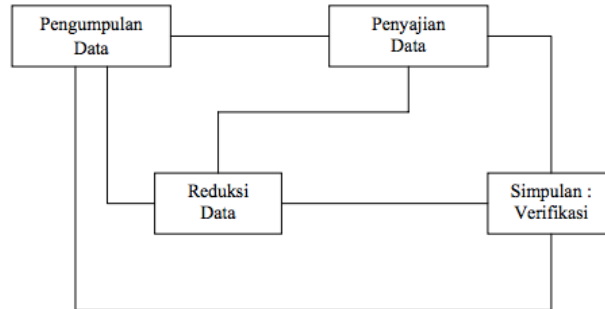 Pengumpulan
Data
Penyajian
Data
Reduksi
Data
Simpulan :
Verifikasi